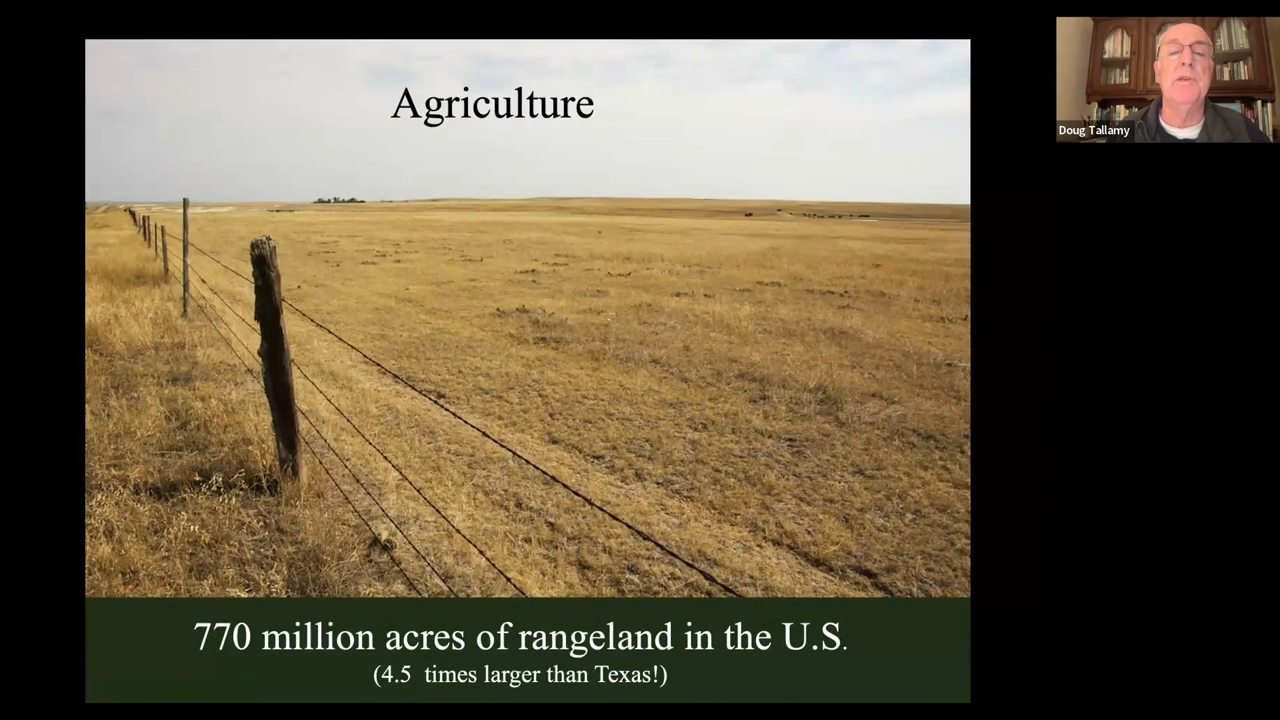 Agriculture
Doug Tallamy
770 million acres of rangeland in the U.S.
(4.5  times larger than Texas!)